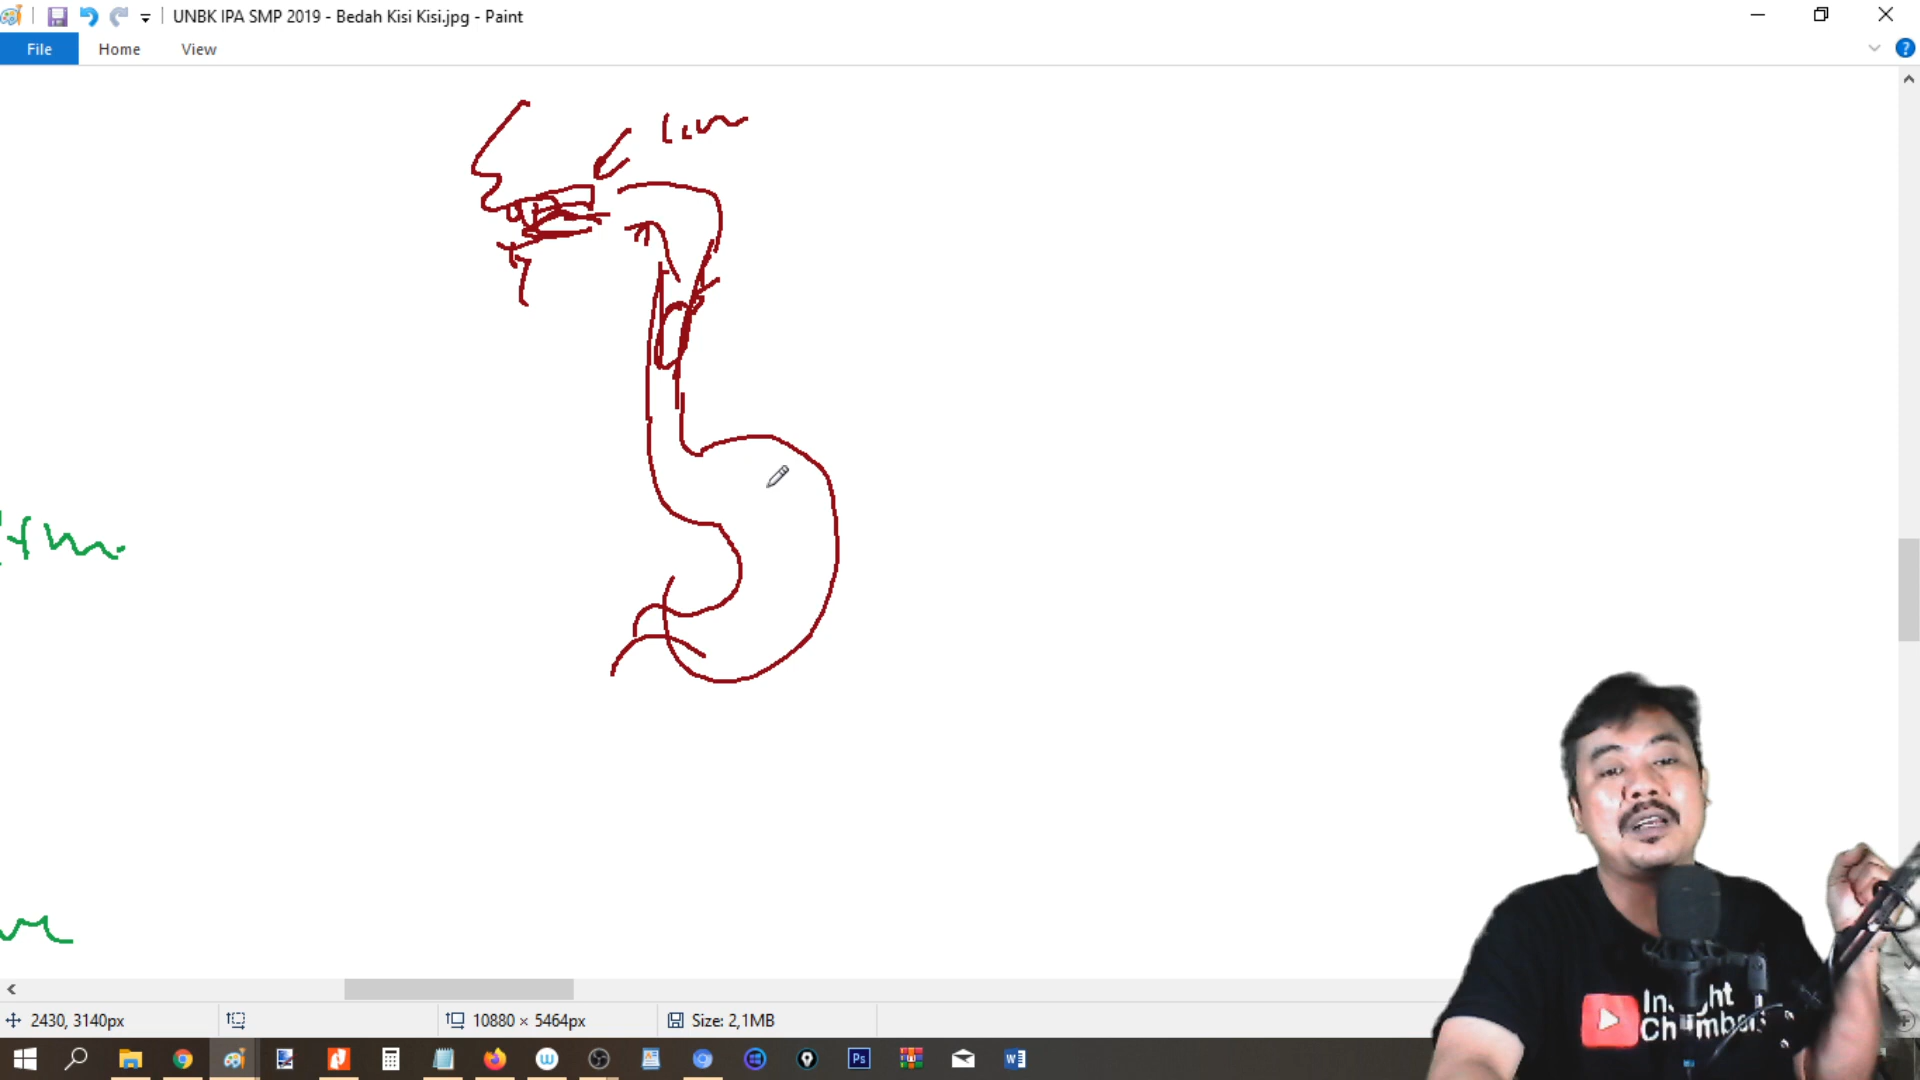 UNBK IPA SMP 2019 - Bedah Kisi Kisi.jpg - Paint
File Home View
2430, 3140px
10880 × 5464px
Size: 2,1MB
Ps